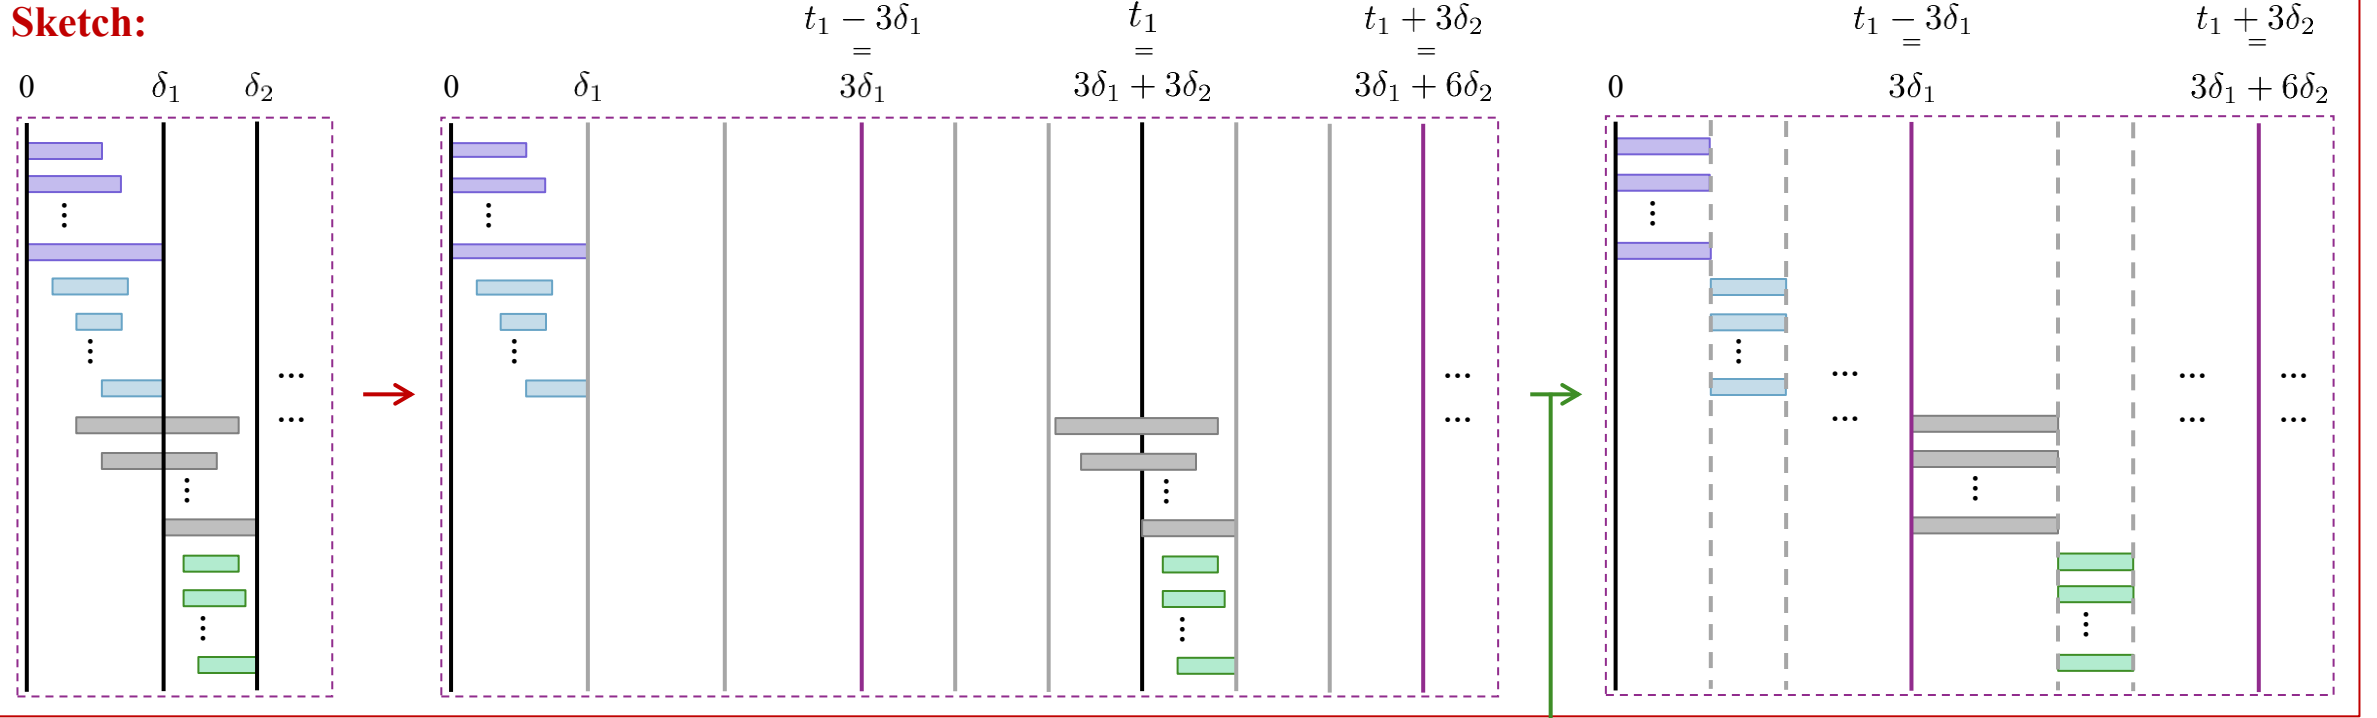 Sketch:
0 δ₁ δ₂
t₁ − 3δ₁ t₁ t₁ + 3δ₂
= = =
0 δ₁ 3δ₁ 3δ₁ + 3δ₂ 3δ₁ + 6δ₂
t₁ − 3δ₁ t₁ + 3δ₂
= =
0 3δ₁ 3δ₁ + 6δ₂